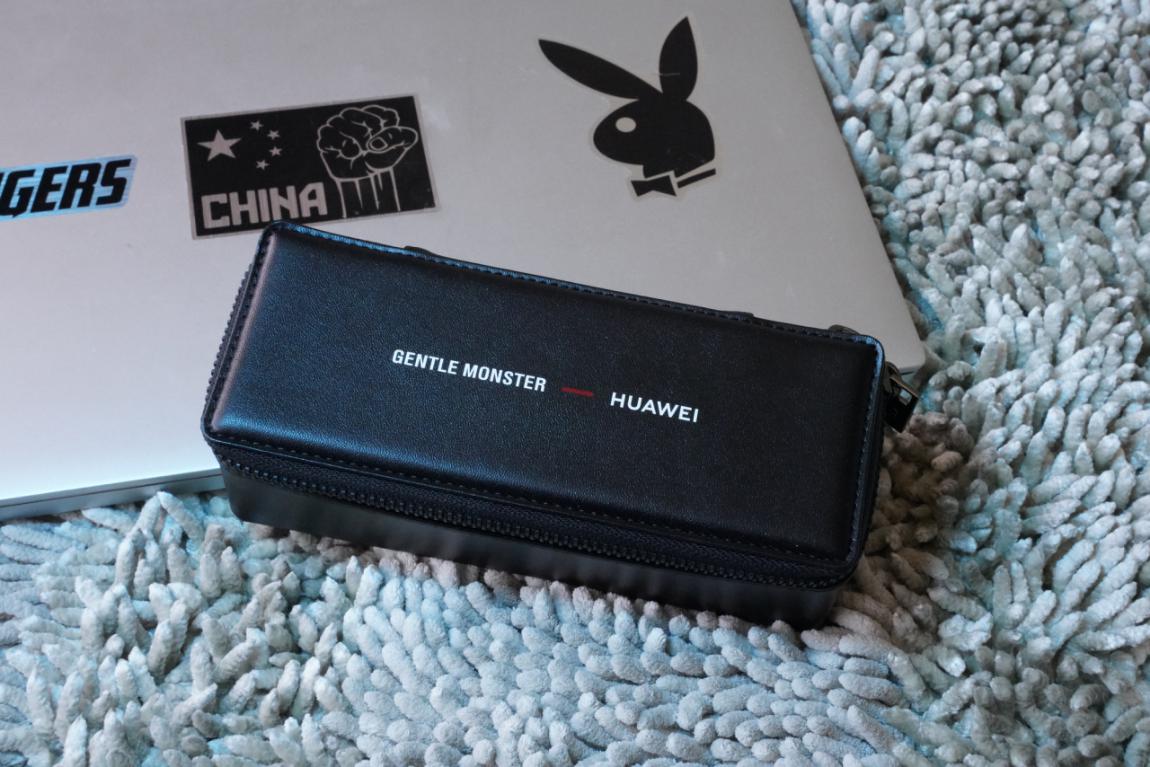 GERS
CHINA
GENTLE MONSTER — HUAWEI